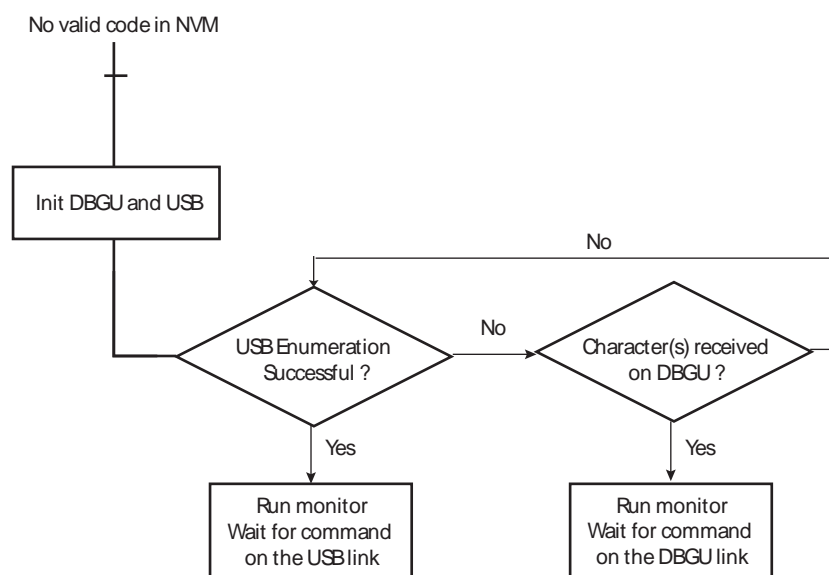 No valid code in NVM
Init DBGU and USB
No
USB Enumeration
Successful ?
No
Character(s) received
on DBGU ?
Yes
Yes
Run monitor
Wait for command
on the USB link
Run monitor
Wait for command
on the DBGU link